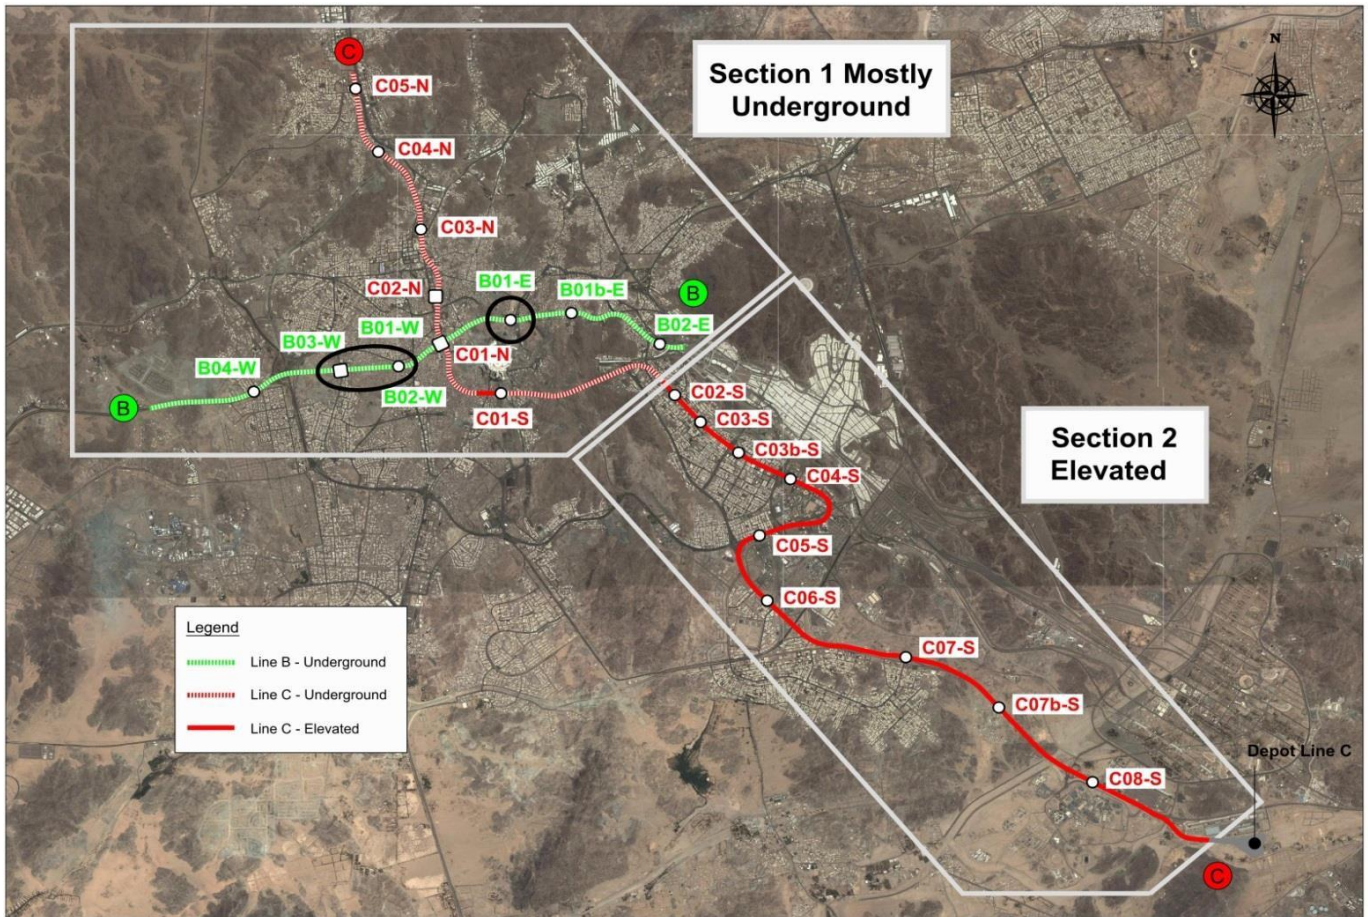 C
C05-N
Section 1 Mostly
Underground
N
C04-N
C03-N
C02-N
B01-E
B01b-E
B
B01-W
B03-W
B02-E
C01-N
B04-W
B02-W
B
C01-S
C02-S
C03-S
C03b-S
C04-S
Section 2
Elevated
C05-S
C06-S
Legend
Line B - Underground
Line C - Underground
Line C - Elevated
C07-S
C07b-S
Depot Line C
C08-S
C